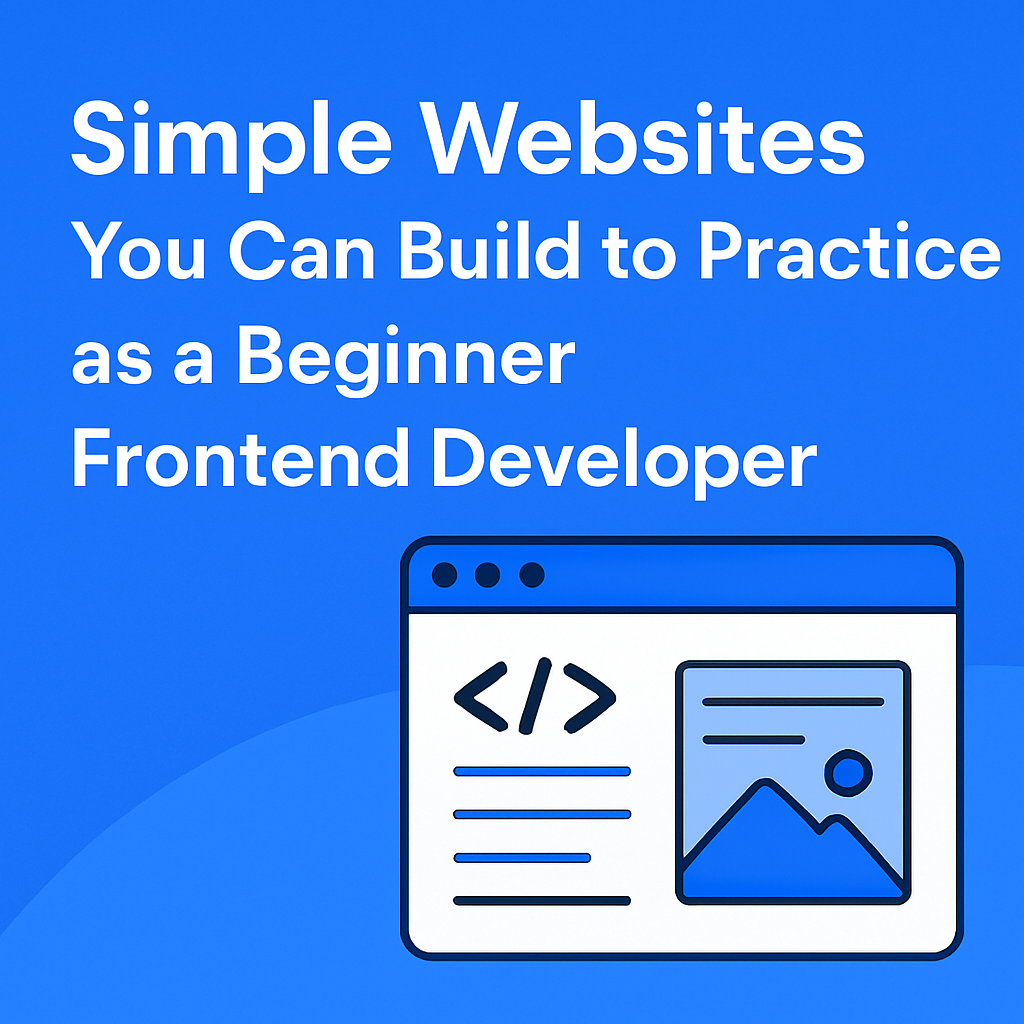 Simple Websites
You Can Build to Practice
as a Beginner
Frontend Developer
</>